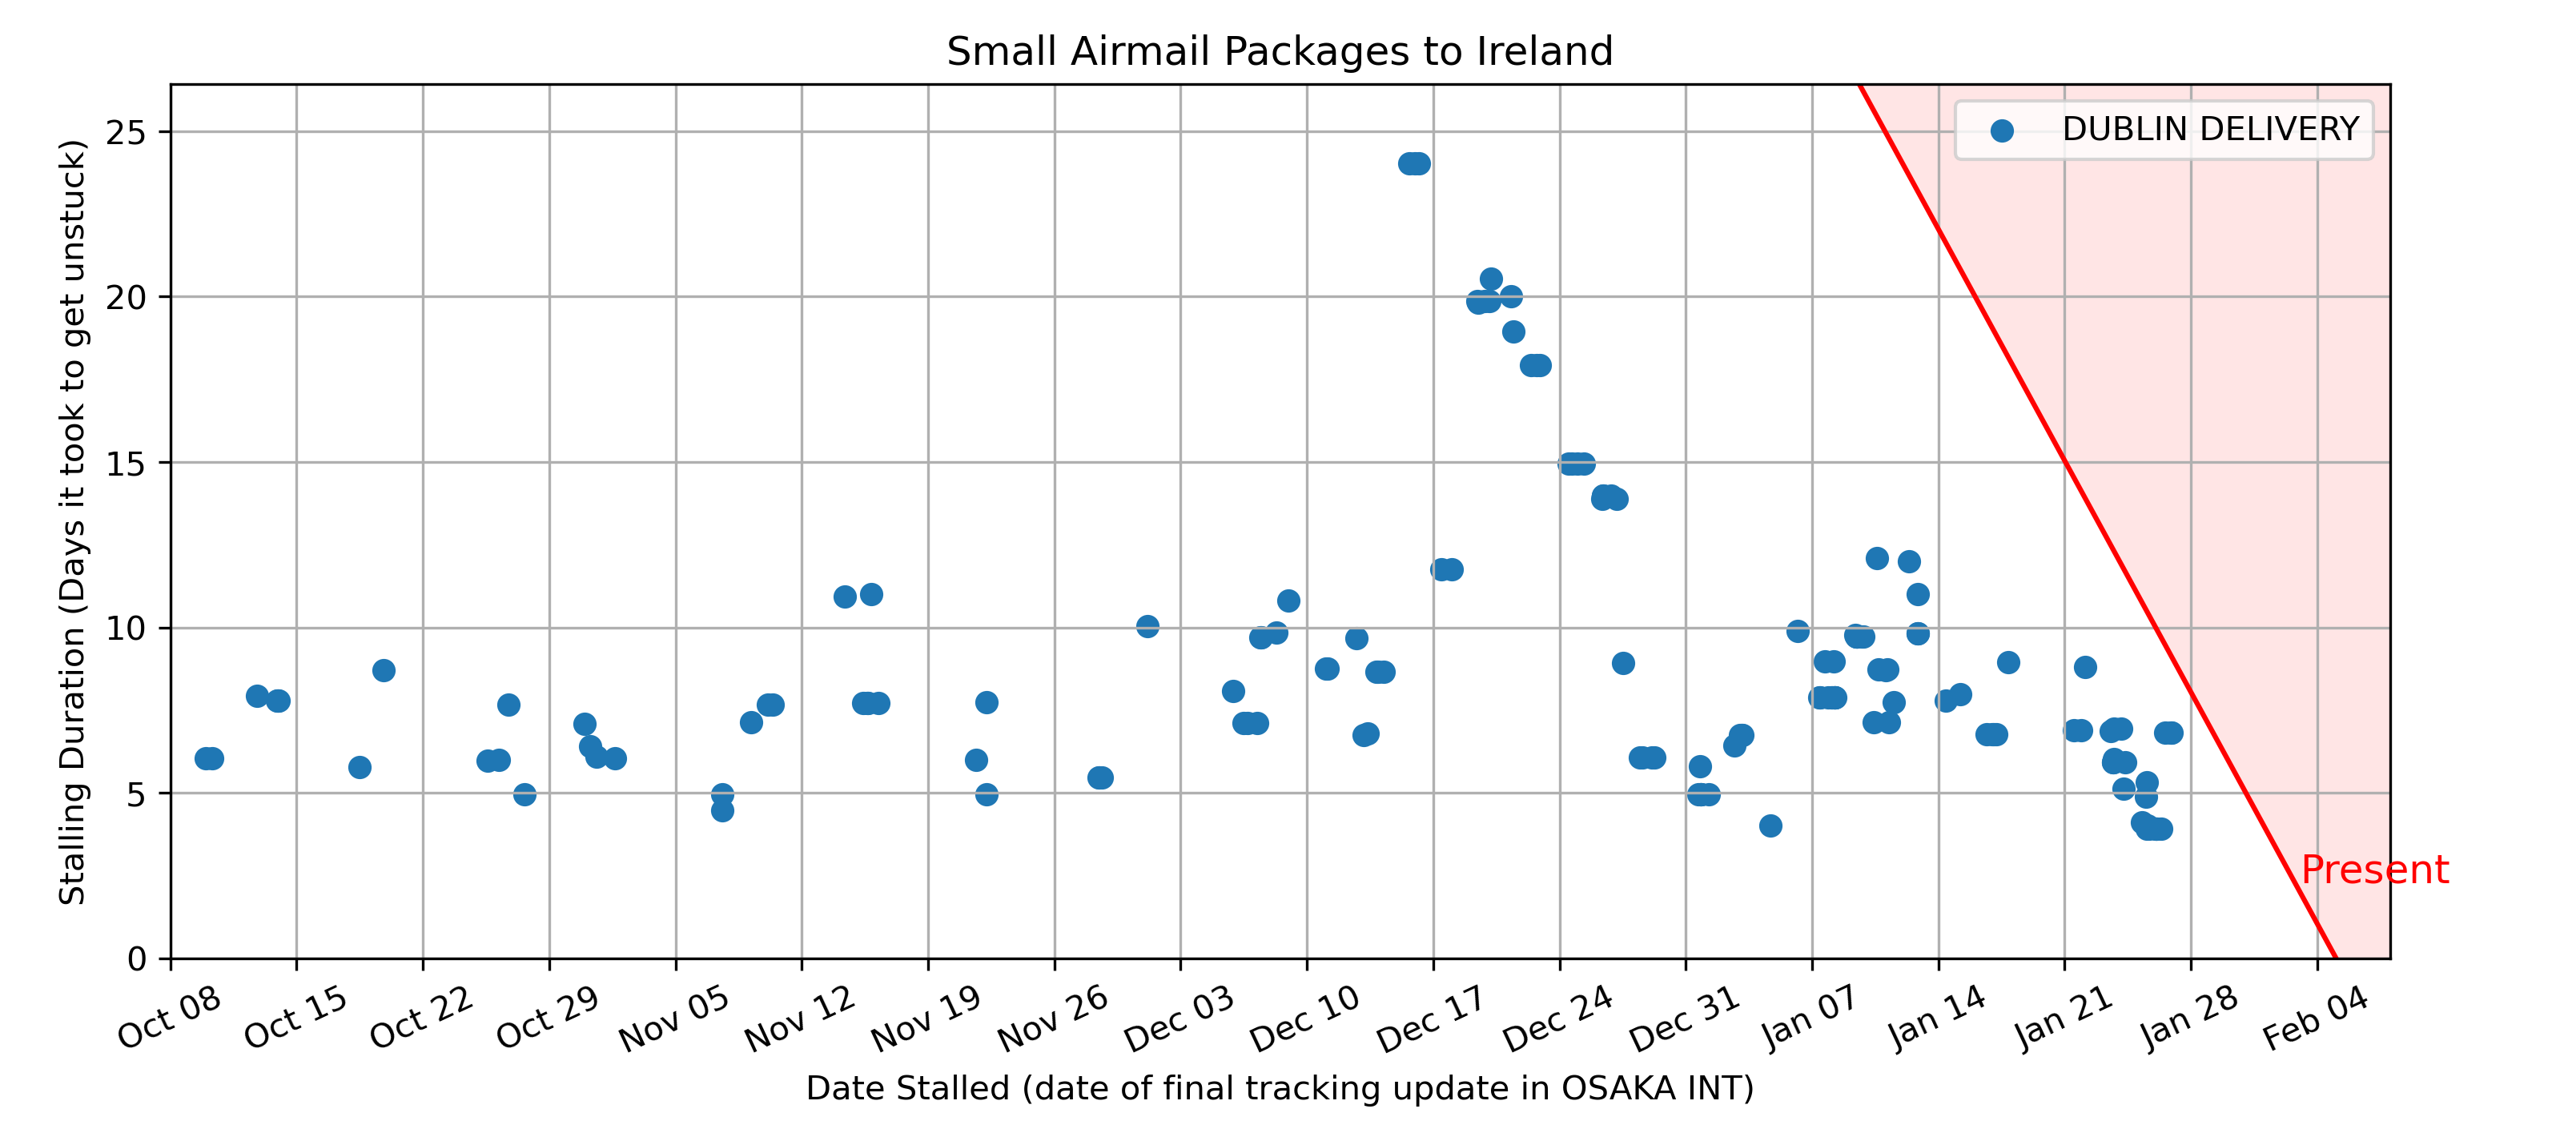 Small Airmail Packages to Ireland
DUBLIN DELIVERY
Stalling Duration (Days it took to get unstuck)
25
20
15
10
5
0
Present
Oct 08 Oct 15 Oct 22 Oct 29 Nov 05 Nov 12 Nov 19 Nov 26 Dec 03 Dec 10 Dec 17 Dec 24 Dec 31 Jan 07 Jan 14 Jan 21 Jan 28 Feb 04
Date Stalled (date of final tracking update in OSAKA INT)